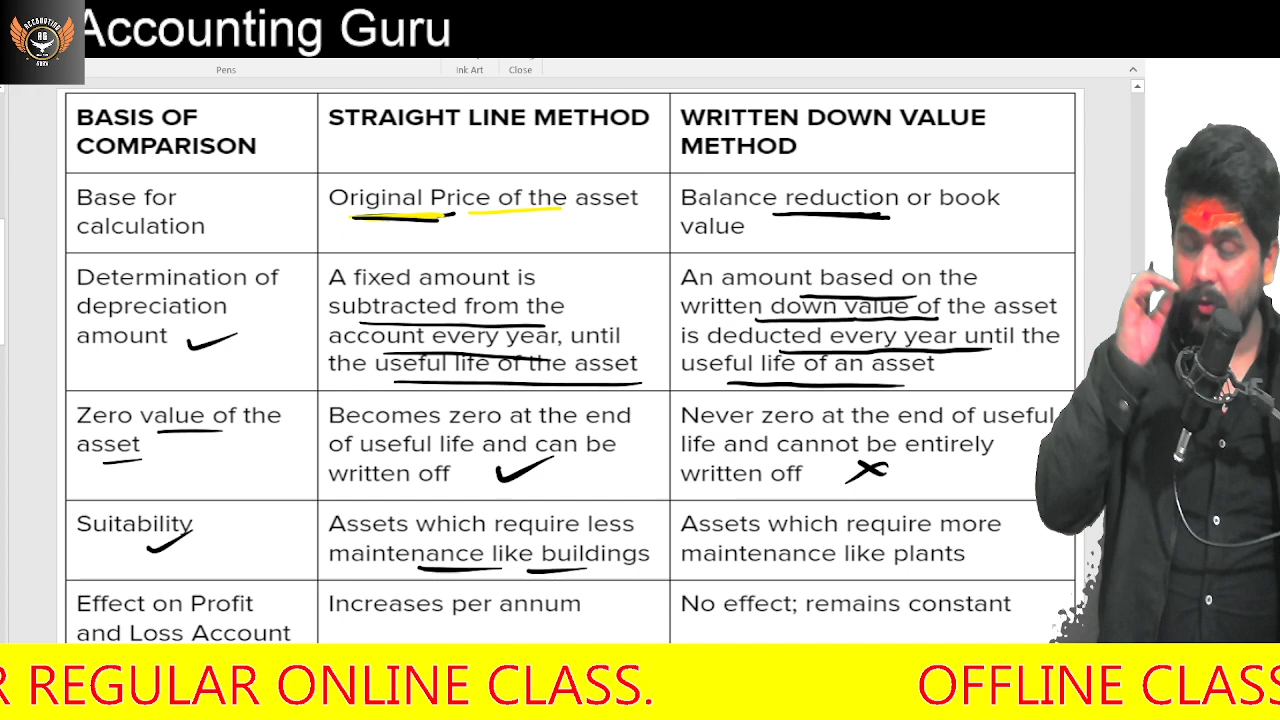 Accounting Guru
ACCOUNTING
AG
GURU
Pens
Ink Art
Close
BASIS OF
COMPARISON
STRAIGHT LINE METHOD
WRITTEN DOWN VALUE
METHOD
Base for
calculation
Original Price of the asset
Balance reduction or book
value
Determination of
depreciation
amount
A fixed amount is
subtracted from the
account every year, until
the useful life of the asset
An amount based on the
written down value of the asset
is deducted every year until the
useful life of an asset
Zero value of the
asset
Becomes zero at the end
of useful life and can be
written off
Never zero at the end of useful
life and cannot be entirely
written off
Suitability
Assets which require less
maintenance like buildings
Assets which require more
maintenance like plants
Effect on Profit
and Loss Account
Increases per annum
No effect; remains constant
R REGULAR ONLINE CLASS. OFFLINE CLASS